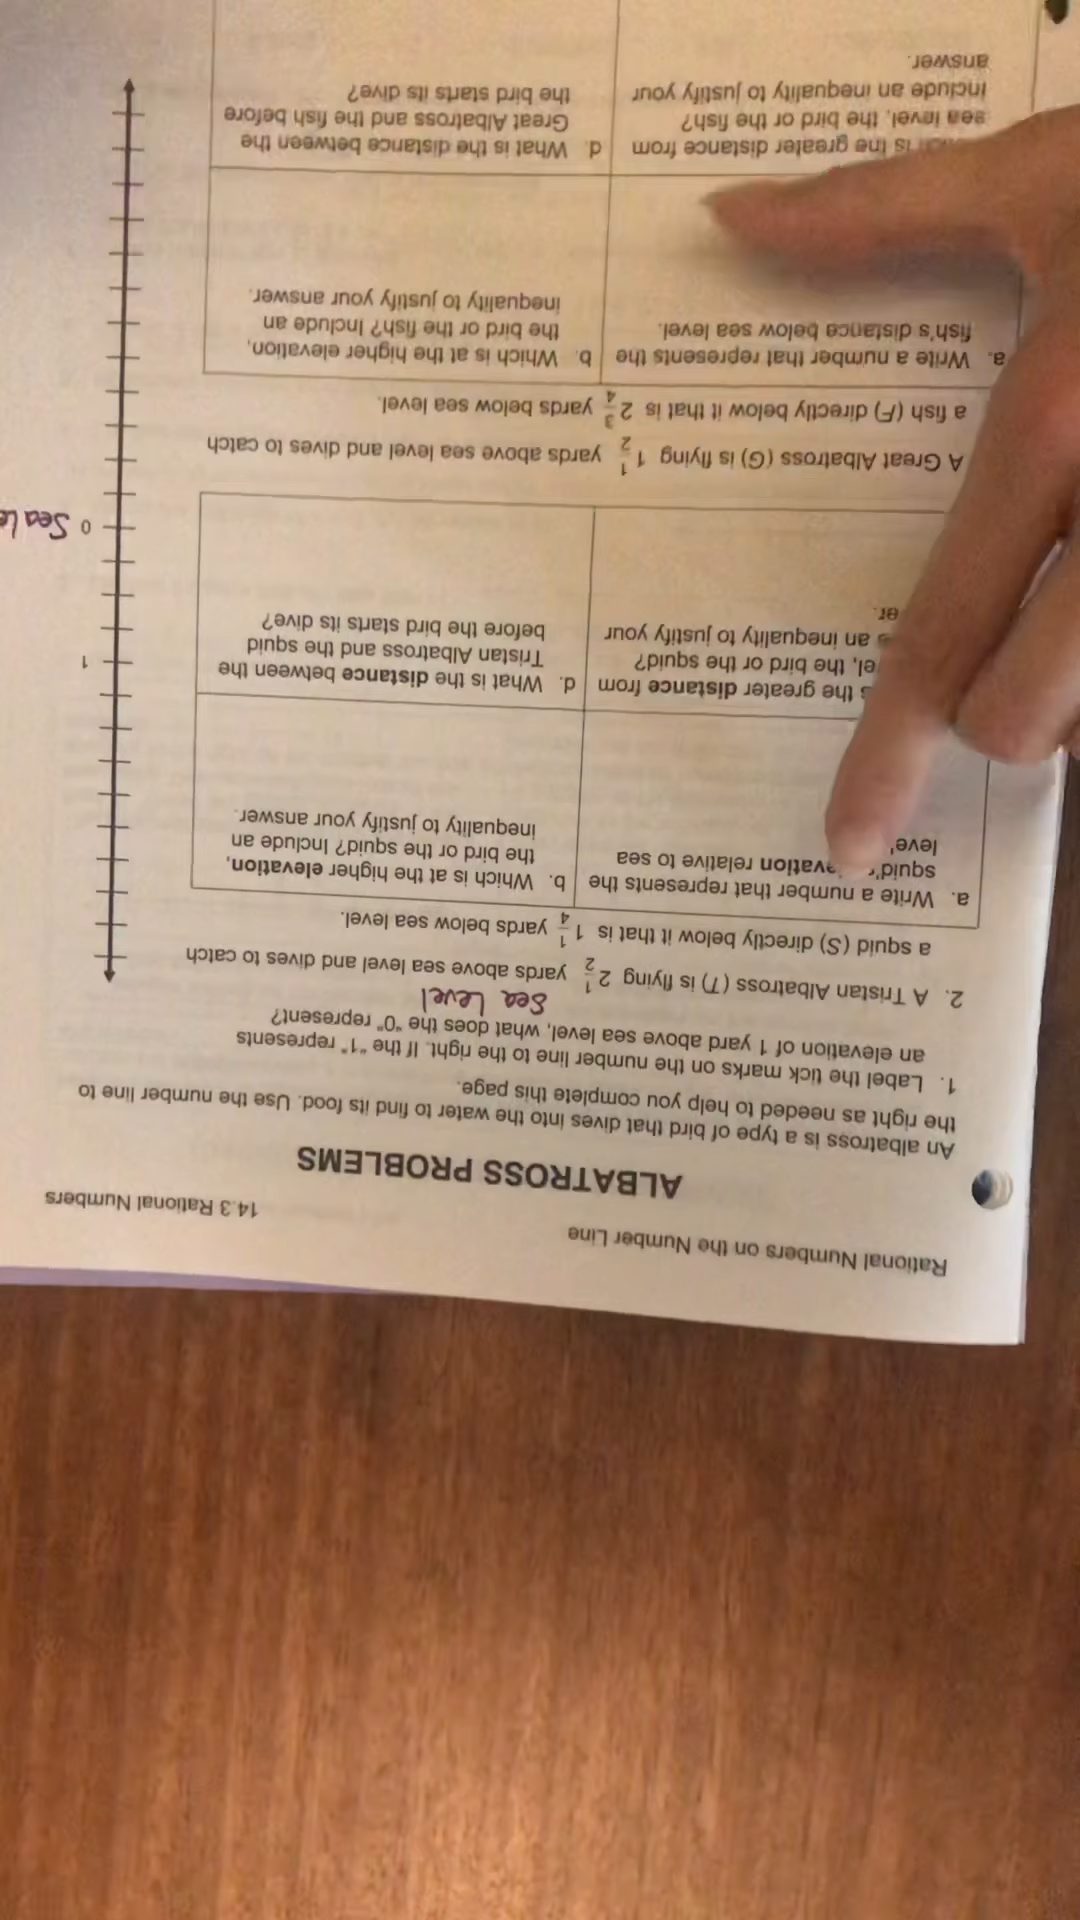 Rational Numbers on the Number Line
14.3 Rational Numbers
ALBATROSS PROBLEMS
An albatross is a type of bird that dives into the water to find its food. Use the number line to
the right as needed to help you complete this page.
1. Label the tick marks on the number line to the right. If the "1" represents
an elevation of 1 yard above sea level, what does the "0" represent?
Sea Level
2. A Tristan Albatross (T) is flying 2 1/2 yards above sea level and dives to catch
a squid (S) directly below it that is 1 1/4 yards below sea level.
a. Write a number that represents the
squid's elevation relative to sea
b. Which is at the higher elevation,
the bird or the squid? Include an
inequality to justify your answer.
the greater distance from
the bird or the squid?
an inequality to justify your
d. What is the distance between the
Tristan Albatross and the squid
before the bird starts its dive?
1
0
Sea
A Great Albatross (G) is flying 1 1/2 yards above sea level and dives to catch
a fish (F) directly below it that is 2 3/4 yards below sea level.
a. Write a number that represents the
fish's distance below sea level.
b. Which is at the higher elevation,
the bird or the fish? Include an
inequality to justify your answer.
is the greater distance from
sea level, the bird or the fish?
Include an inequality to justify your
answer.
d. What is the distance between the
Great Albatross and the fish before
the bird starts its dive?